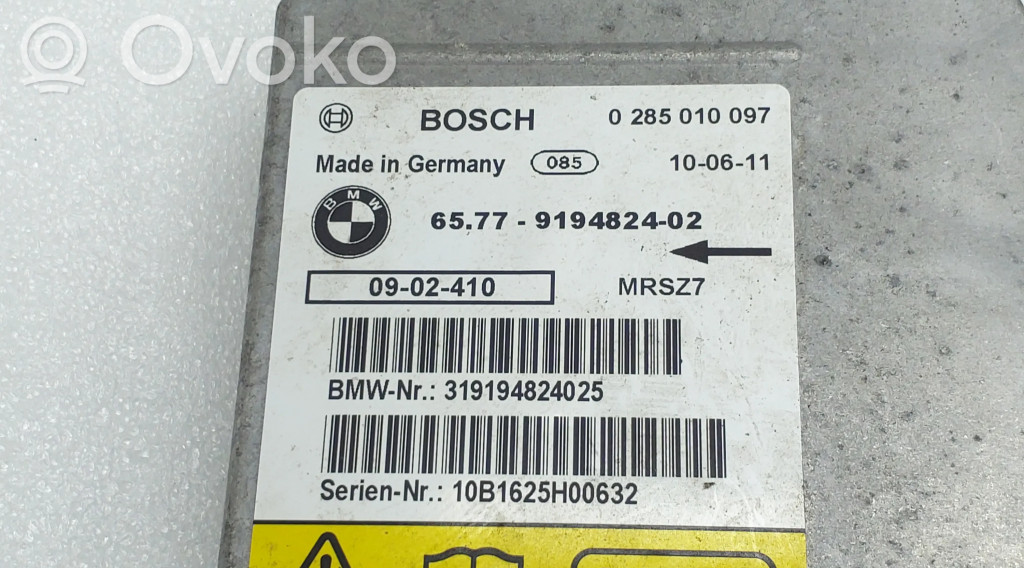 Ovoko
BOSCH 0 285 010 097
Made in Germany 085 10-06-11
BMW
65.77 - 9194824-02
09-02-410 MRSZ7
BMW-Nr.: 319194824025
Serien-Nr.: 10B1625H00632